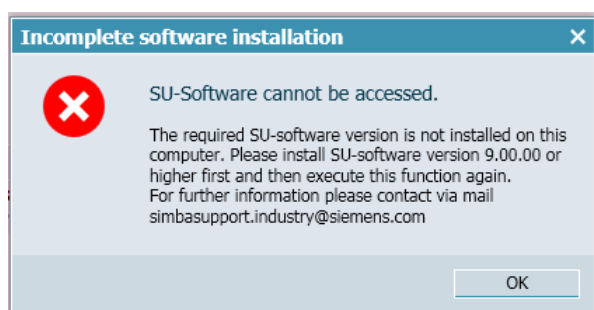 Incomplete software installation
SU-Software cannot be accessed.
The required SU-software version is not installed on this
computer. Please install SU-software version 9.00.00 or
higher first and then execute this function again.
For further information please contact via mail
simbasupport.industry@siemens.com
OK